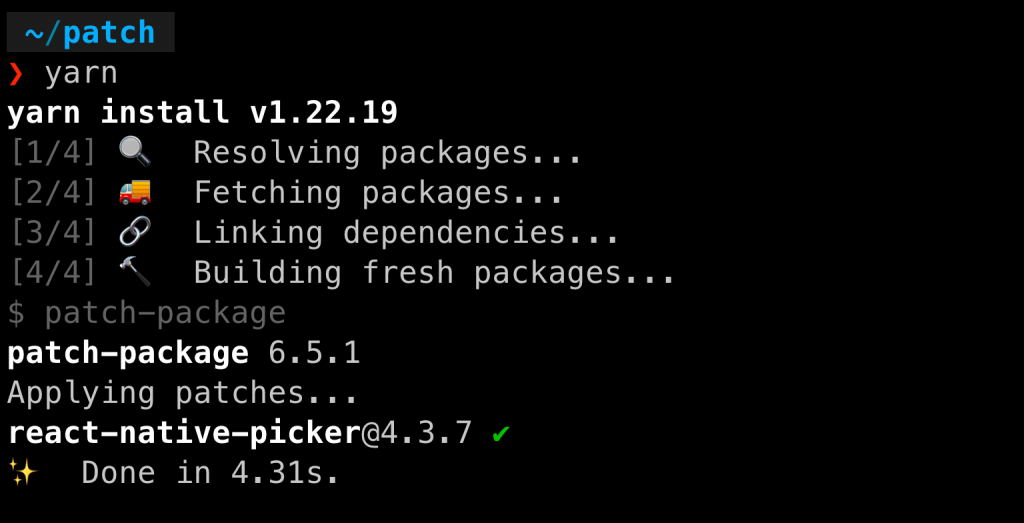 ~/patch
❯ yarn
yarn install v1.22.19
[1/4] 🔍 Resolving packages...
[2/4] 🚚 Fetching packages...
[3/4] 🔗 Linking dependencies...
[4/4] 🔨 Building fresh packages...
$ patch-package
patch-package 6.5.1
Applying patches...
react-native-picker@4.3.7 ✔
✨ Done in 4.31s.